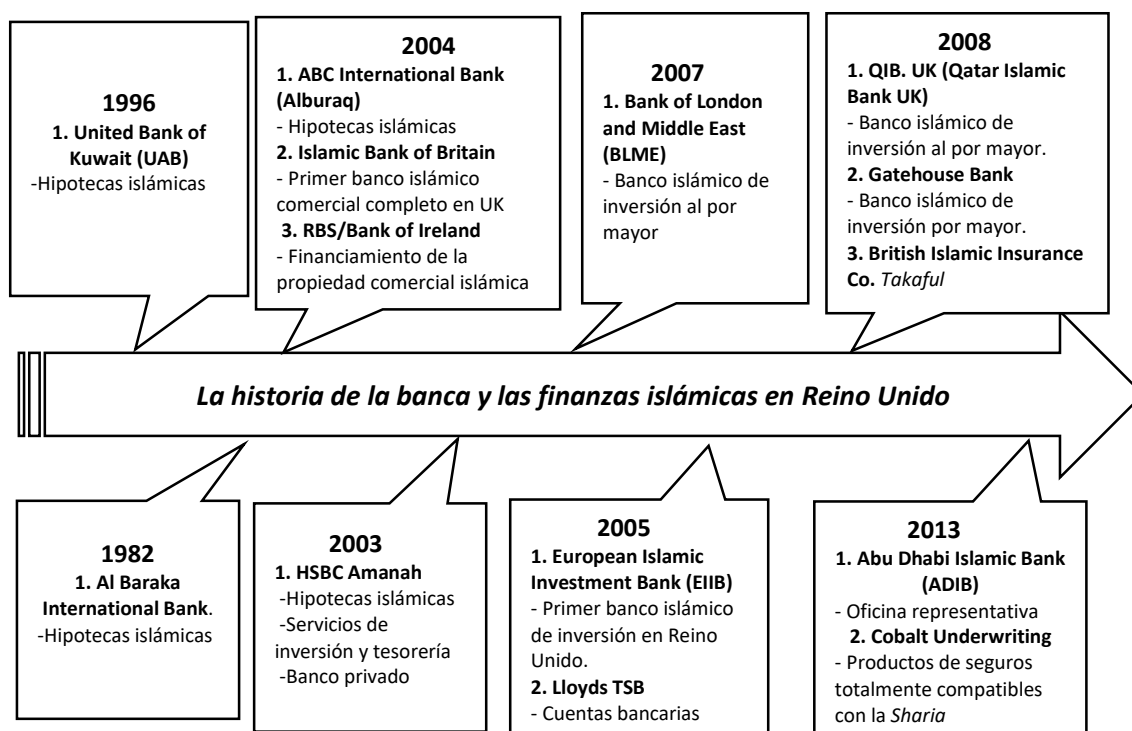 1996
1. United Bank of
Kuwait (UAB)
-Hipotecas islámicas
2004
1. ABC International Bank
(Alburaq)
- Hipotecas islámicas
2. Islamic Bank of Britain
- Primer banco islámico
comercial completo en UK
3. RBS/Bank of Ireland
- Financiamiento de la
propiedad comercial islámica
2007
1. Bank of London
and Middle East
(BLME)
- Banco islámico de
inversión al por
mayor
2008
1. QIB. UK (Qatar Islamic
Bank UK)
- Banco islámico de
inversión al por mayor.
2. Gatehouse Bank
- Banco islámico de
inversión por mayor.
3. British Islamic Insurance
Co. Takaful
La historia de la banca y las finanzas islámicas en Reino Unido
1982
1. Al Baraka
International Bank.
-Hipotecas islámicas
2003
1. HSBC Amanah
-Hipotecas islámicas
-Servicios de
inversión y tesorería
-Banco privado
2005
1. European Islamic
Investment Bank (EIIB)
- Primer banco islámico
de inversión en Reino
Unido.
2. Lloyds TSB
- Cuentas bancarias
2013
1. Abu Dhabi Islamic Bank
(ADIB)
- Oficina representativa
2. Cobalt Underwriting
- Productos de seguros
totalmente compatibles
con la Sharia